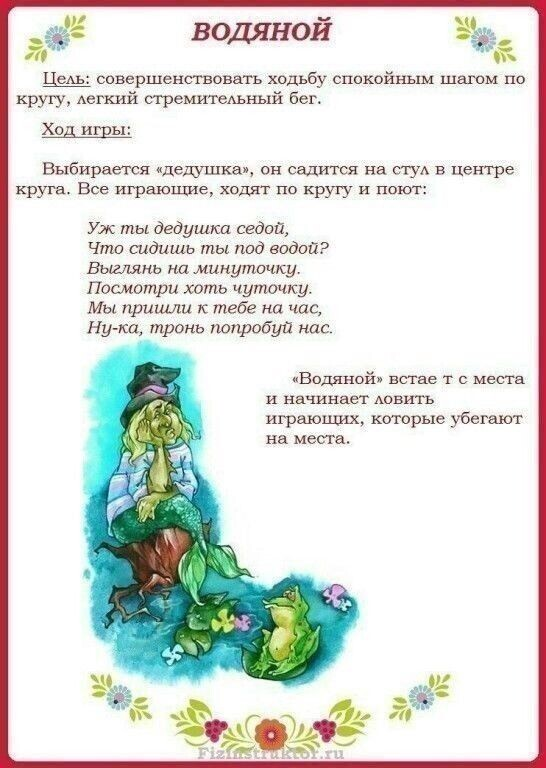 ВОДЯНОЙ
Цель: совершенствовать ходьбу спокойным шагом по
кругу, легкий стремительный бег.
Ход игры:
Выбирается «дедушка», он садится на стул в центре
круга. Все играющие, ходят по кругу и поют:
Уж ты дедушка седой,
Что сидишь ты под водой?
Выглянь на минуточку.
Посмотри хоть чуточку.
Мы пришли к тебе на час,
Ну-ка, тронь попробуй нас.
«Водяной» встае т с места
и начинает ловить
играющих, которые убегают
на места.
Fizinstruktor.ru